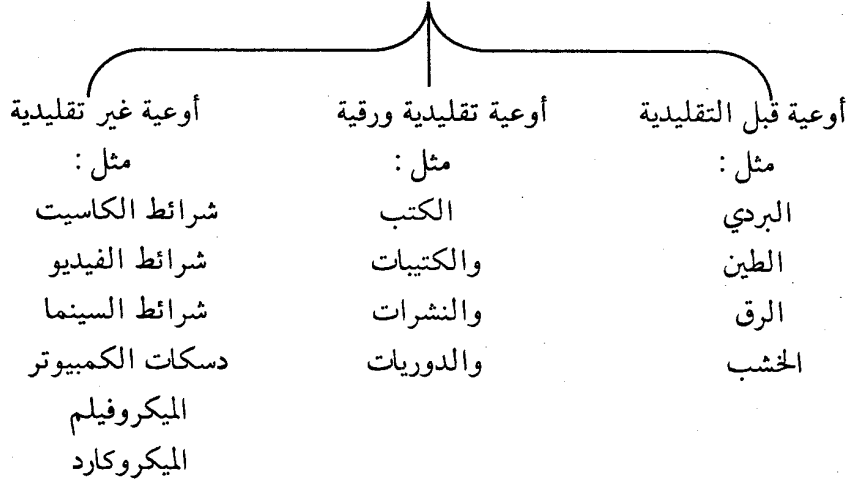 أوعية قبل التقليدية
مثل :
البردي
الطين
الرق
الخشب
أوعية تقليدية ورقية
مثل :
الكتب
والكتيبات
والنشرات
والدوريات
أوعية غير تقليدية
مثل :
شرائط الكاسيت
شرائط الفيديو
شرائط السينما
دسكات الكمبيوتر
الميكروفيلم
الميكروكارد